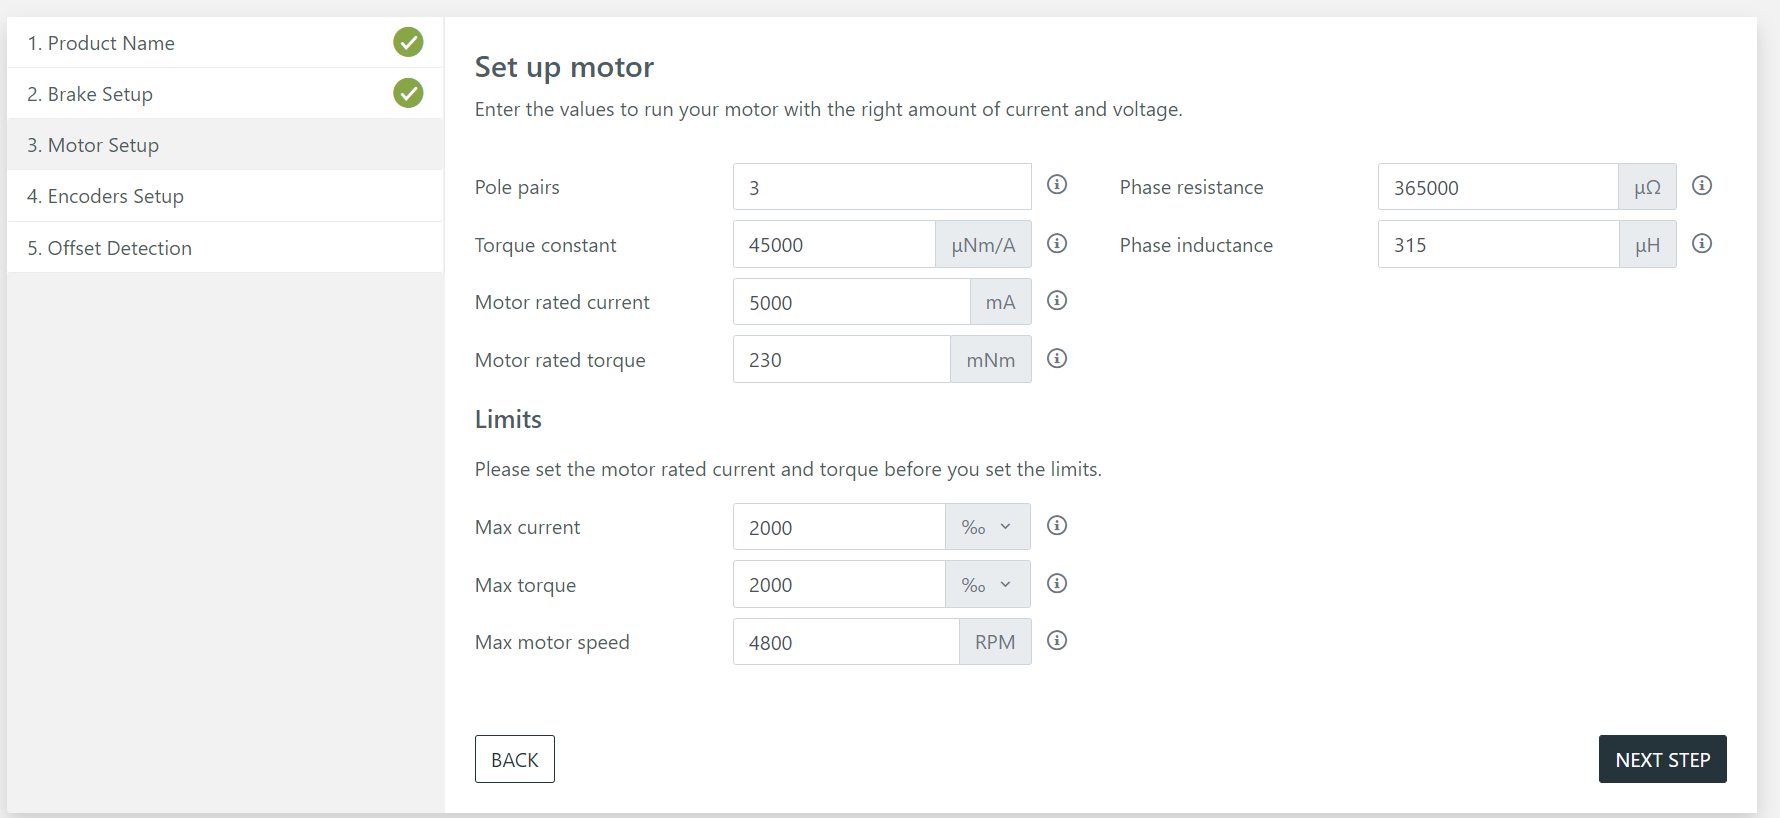 1. Product Name
2. Brake Setup
3. Motor Setup
4. Encoders Setup
5. Offset Detection
Set up motor
Enter the values to run your motor with the right amount of current and voltage.
Pole pairs 3
Phase resistance 365000 µΩ
Torque constant 45000 µNm/A
Phase inductance 315 µH
Motor rated current 5000 mA
Motor rated torque 230 mNm
Limits
Please set the motor rated current and torque before you set the limits.
Max current 2000 ‰
Max torque 2000 ‰
Max motor speed 4800 RPM
BACK
NEXT STEP